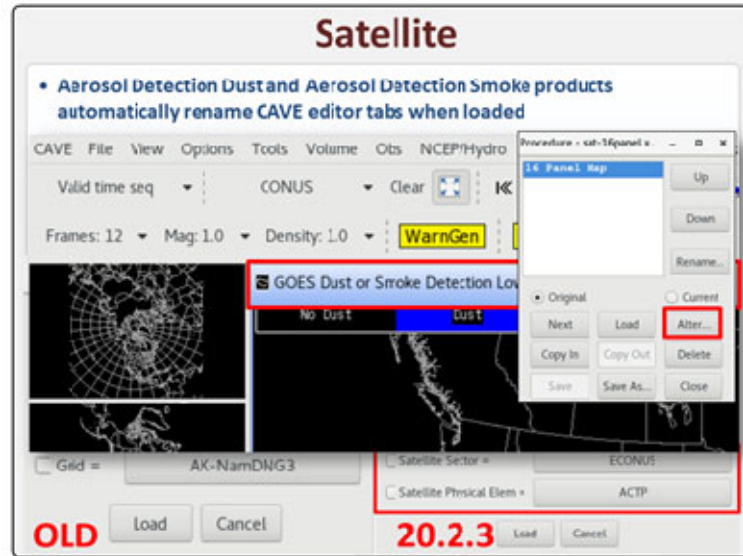 Satellite
• Aerosol Detection Dust and Aerosol Detection Smoke products
automatically rename CAVE editor tabs when loaded
CAVE File View Options Tools Volume Obs NCEP/Hydro
Valid time seq CONUS Clear
Frames: 12 Mag: 1.0 Density: 1.0 WarnGen
GOES Dust or Smoke Detection Low
No Dust Dust
Procedure - sat-16panel
16 Panel Map
Up
Down
Rename...
Original Current
Next Load Alter...
Copy In Copy Out Delete
Save Save As... Close
Grid = AK-NamDNG3
Load Cancel
OLD
Satellite Sector = ECONUS
Satellite Physical Elem = ACTP
20.2.3 Load Cancel